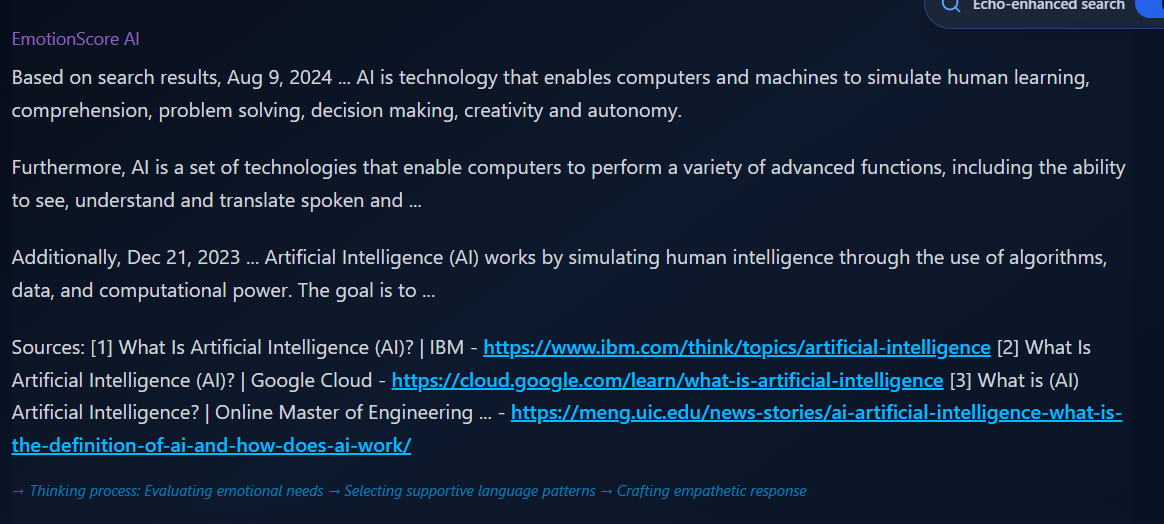 Echo-enhanced search
EmotionScore AI
Based on search results, Aug 9, 2024 ... AI is technology that enables computers and machines to simulate human learning,
comprehension, problem solving, decision making, creativity and autonomy.
Furthermore, AI is a set of technologies that enable computers to perform a variety of advanced functions, including the ability
to see, understand and translate spoken and ...
Additionally, Dec 21, 2023 ... Artificial Intelligence (AI) works by simulating human intelligence through the use of algorithms,
data, and computational power. The goal is to ...
Sources: [1] What Is Artificial Intelligence (AI)? | IBM - https://www.ibm.com/think/topics/artificial-intelligence [2] What Is
Artificial Intelligence (AI)? | Google Cloud - https://cloud.google.com/learn/what-is-artificial-intelligence [3] What is (AI)
Artificial Intelligence? | Online Master of Engineering ... - https://meng.uic.edu/news-stories/ai-artificial-intelligence-what-is-
the-definition-of-ai-and-how-does-ai-work/
→ Thinking process: Evaluating emotional needs → Selecting supportive language patterns → Crafting empathetic response